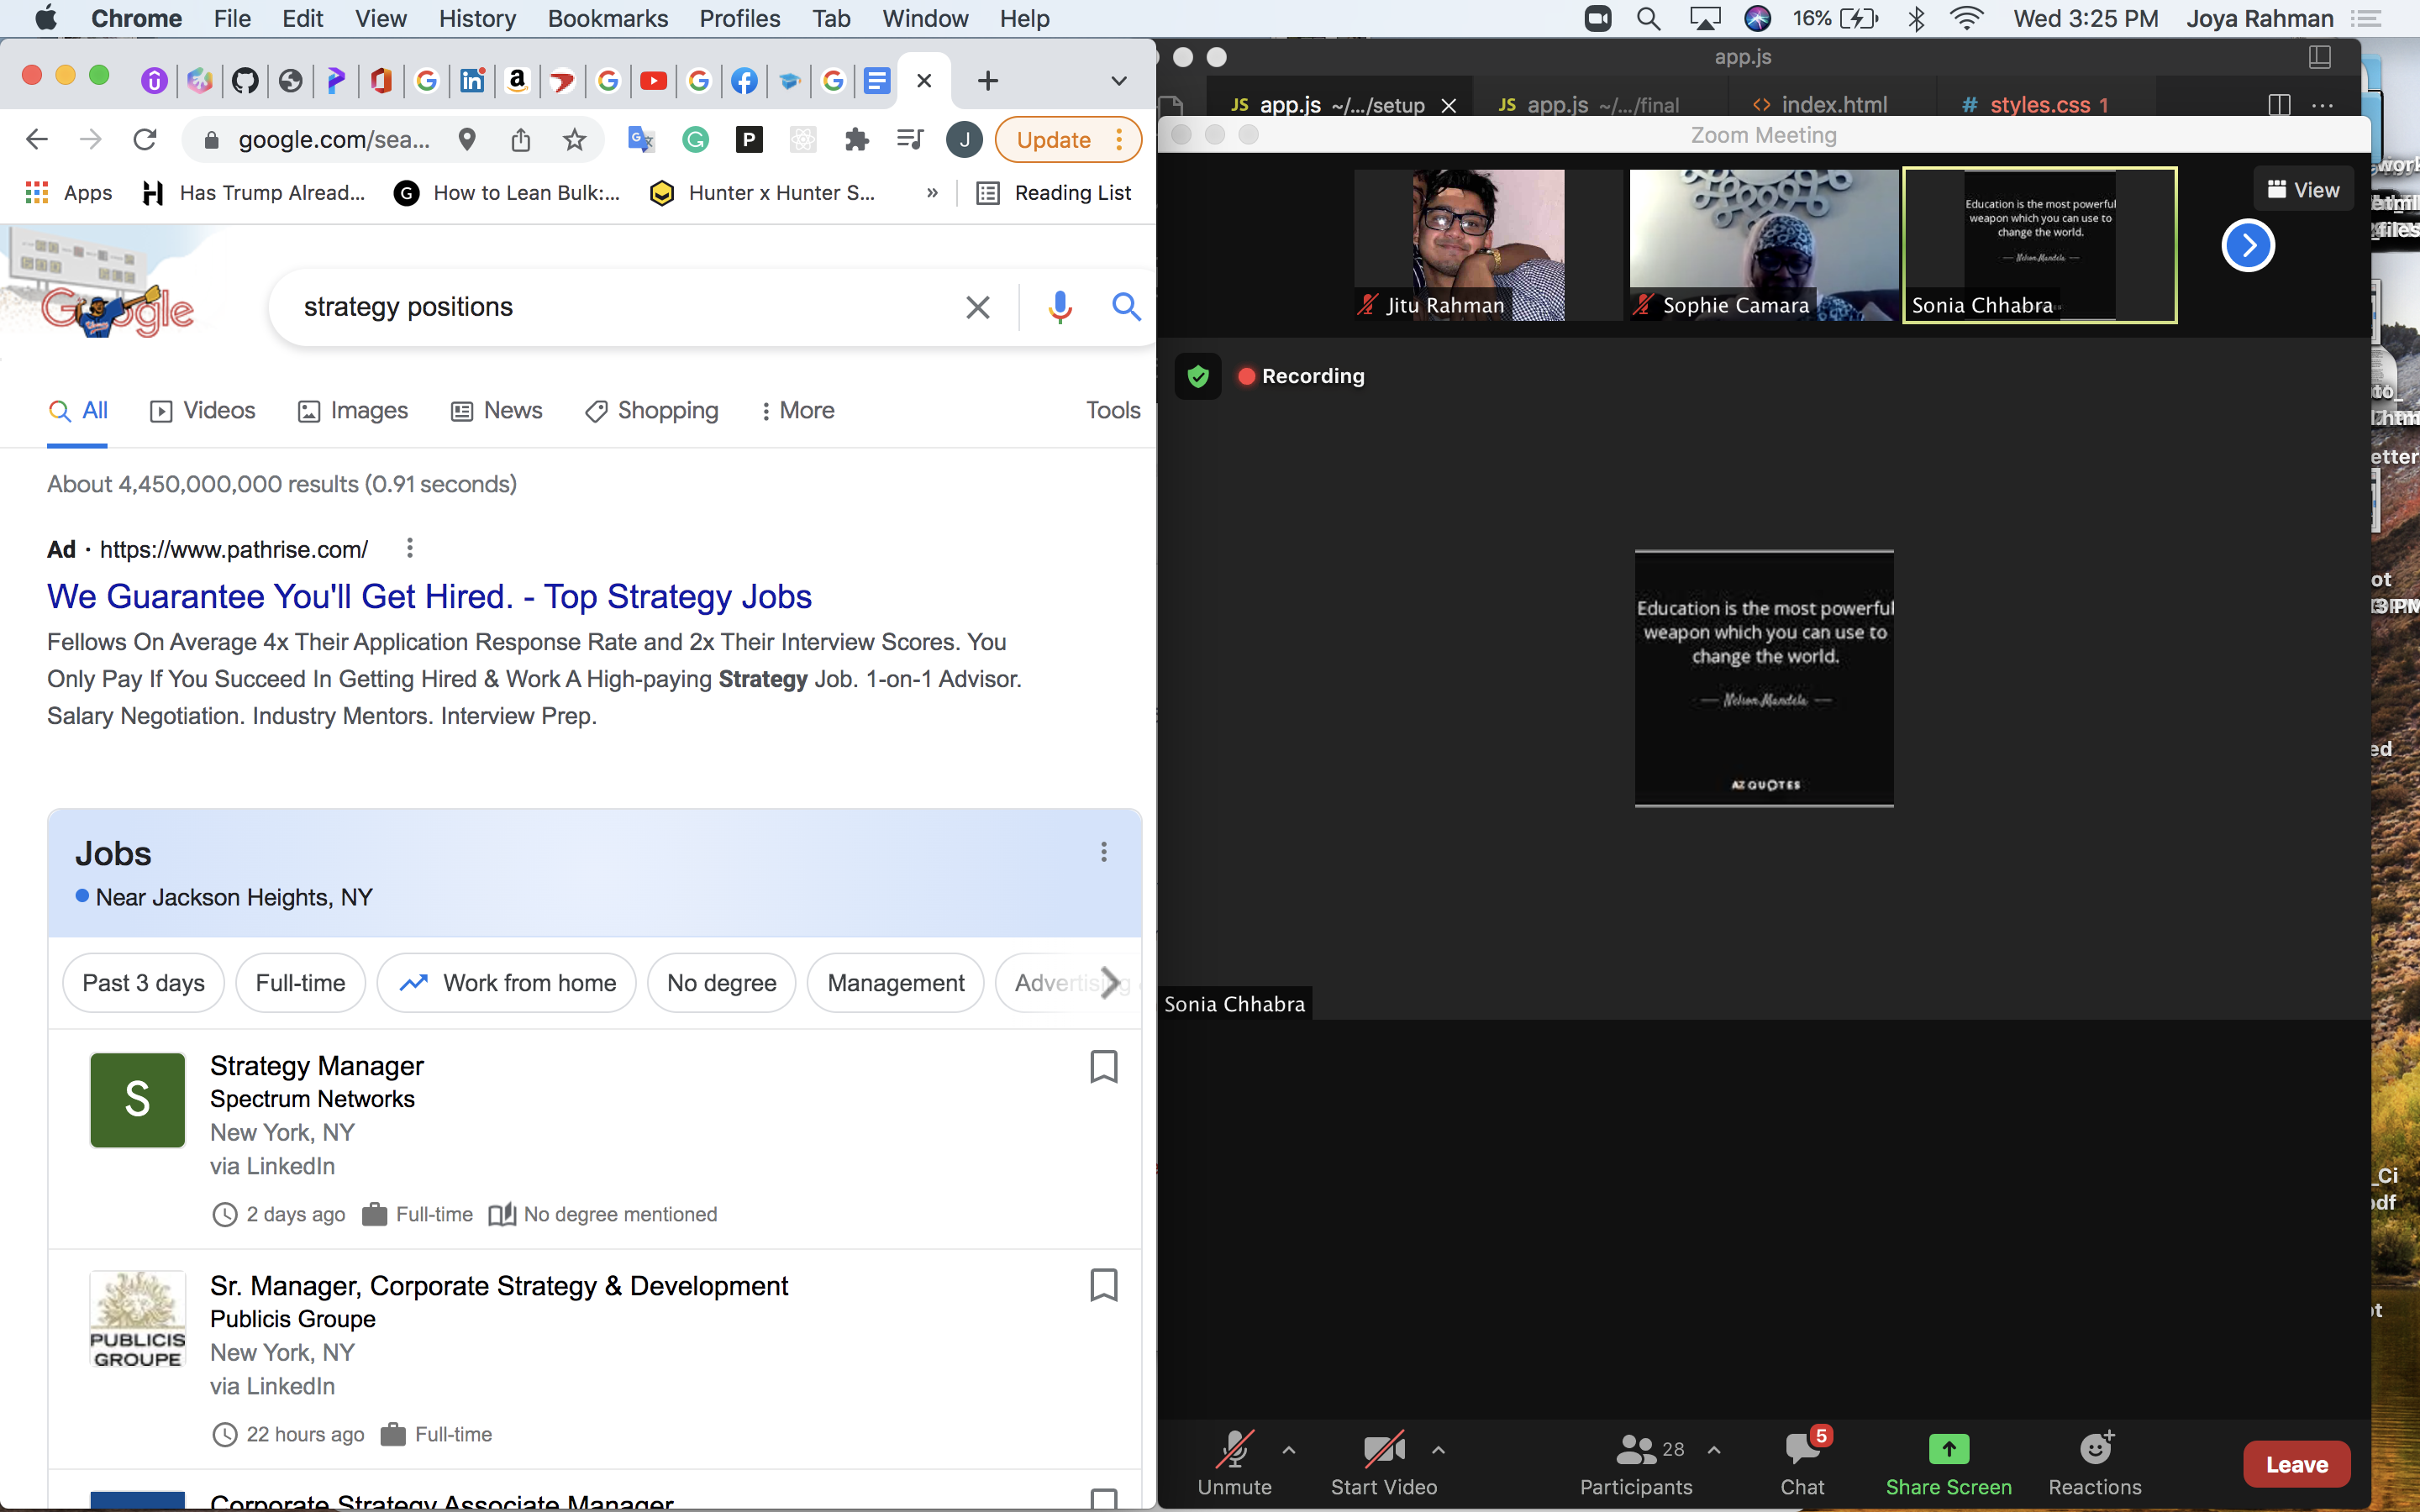 Chrome File Edit View History Bookmarks Profiles Tab Window Help
16% Wed 3:25 PM Joya Rahman
google.com/sea...
P
J
Update
Apps
Has Trump Alread...
How to Lean Bulk:...
Hunter x Hunter S...
»
Reading List
Google
strategy positions
All Videos Images News Shopping More Tools
About 4,450,000,000 results (0.91 seconds)
Ad · https://www.pathrise.com/
We Guarantee You'll Get Hired. - Top Strategy Jobs
Fellows On Average 4x Their Application Response Rate and 2x Their Interview Scores. You
Only Pay If You Succeed In Getting Hired & Work A High-paying Strategy Job. 1-on-1 Advisor.
Salary Negotiation. Industry Mentors. Interview Prep.
Jobs
Near Jackson Heights, NY
Past 3 days
Full-time
Work from home
No degree
Management
Advertising
S
Strategy Manager
Spectrum Networks
New York, NY
via LinkedIn
2 days ago Full-time No degree mentioned
PUBLICIS
GROUPE
Sr. Manager, Corporate Strategy & Development
Publicis Groupe
New York, NY
via LinkedIn
22 hours ago Full-time
Corporate Strategy Associate Manager
app.js
JS app.js ~/.../setup
JS app.js ~/.../final
<> index.html
# styles.css 1
Zoom Meeting
Jitu Rahman
Sophie Camara
Education is the most powerful
weapon which you can use to
change the world.
— Nelson Mandela —
Sonia Chhabra
View
Recording
Education is the most powerful
weapon which you can use to
change the world.
— Nelson Mandela —
AZ QUOTES
Sonia Chhabra
Unmute
Start Video
28
Participants
5
Chat
Share Screen
Reactions
Leave